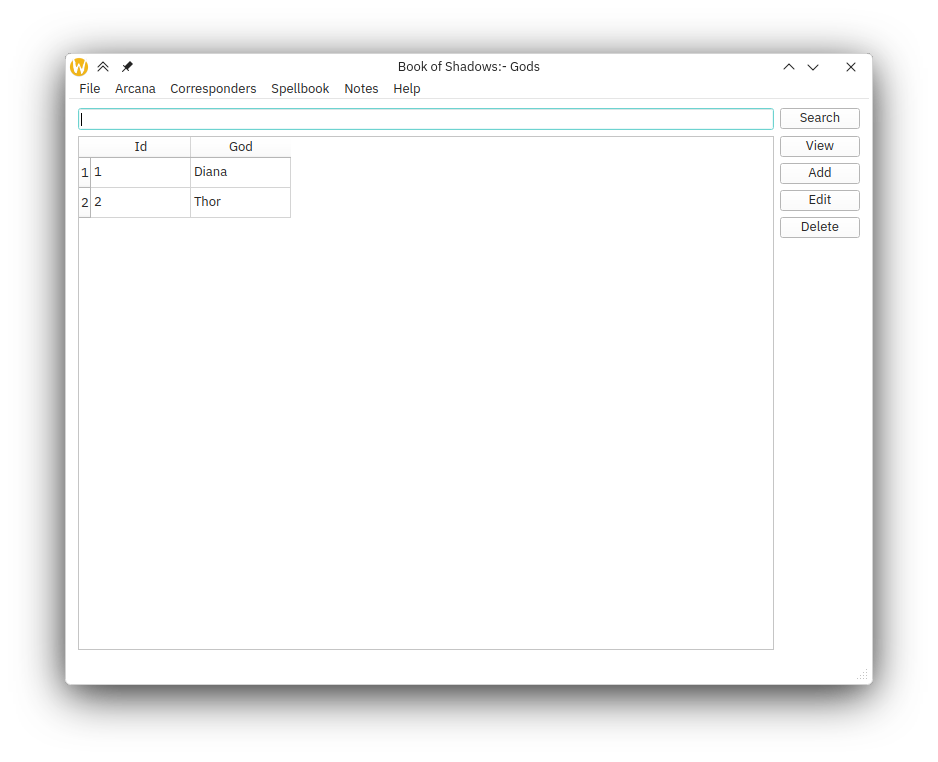 W
Book of Shadows:- Gods
File Arcana Corresponders Spellbook Notes Help
Search
Id God
View
1 1 Diana
Add
2 2 Thor
Edit
Delete